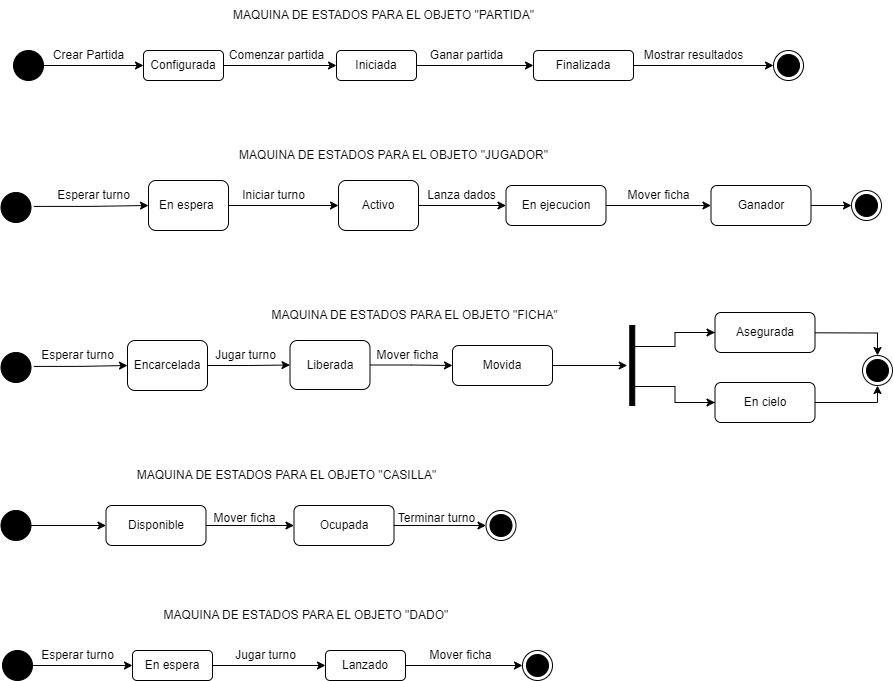 MAQUINA DE ESTADOS PARA EL OBJETO "PARTIDA"
Crear Partida
Configurada
Comenzar partida
Iniciada
Ganar partida
Finalizada
Mostrar resultados
MAQUINA DE ESTADOS PARA EL OBJETO "JUGADOR"
Esperar turno
En espera
Iniciar turno
Activo
Lanza dados
En ejecucion
Mover ficha
Ganador
MAQUINA DE ESTADOS PARA EL OBJETO "FICHA"
Esperar turno
Encarcelada
Jugar turno
Liberada
Mover ficha
Movida
Asegurada
En cielo
MAQUINA DE ESTADOS PARA EL OBJETO "CASILLA"
Disponible
Mover ficha
Ocupada
Terminar turno
MAQUINA DE ESTADOS PARA EL OBJETO "DADO"
Esperar turno
En espera
Jugar turno
Lanzado
Mover ficha